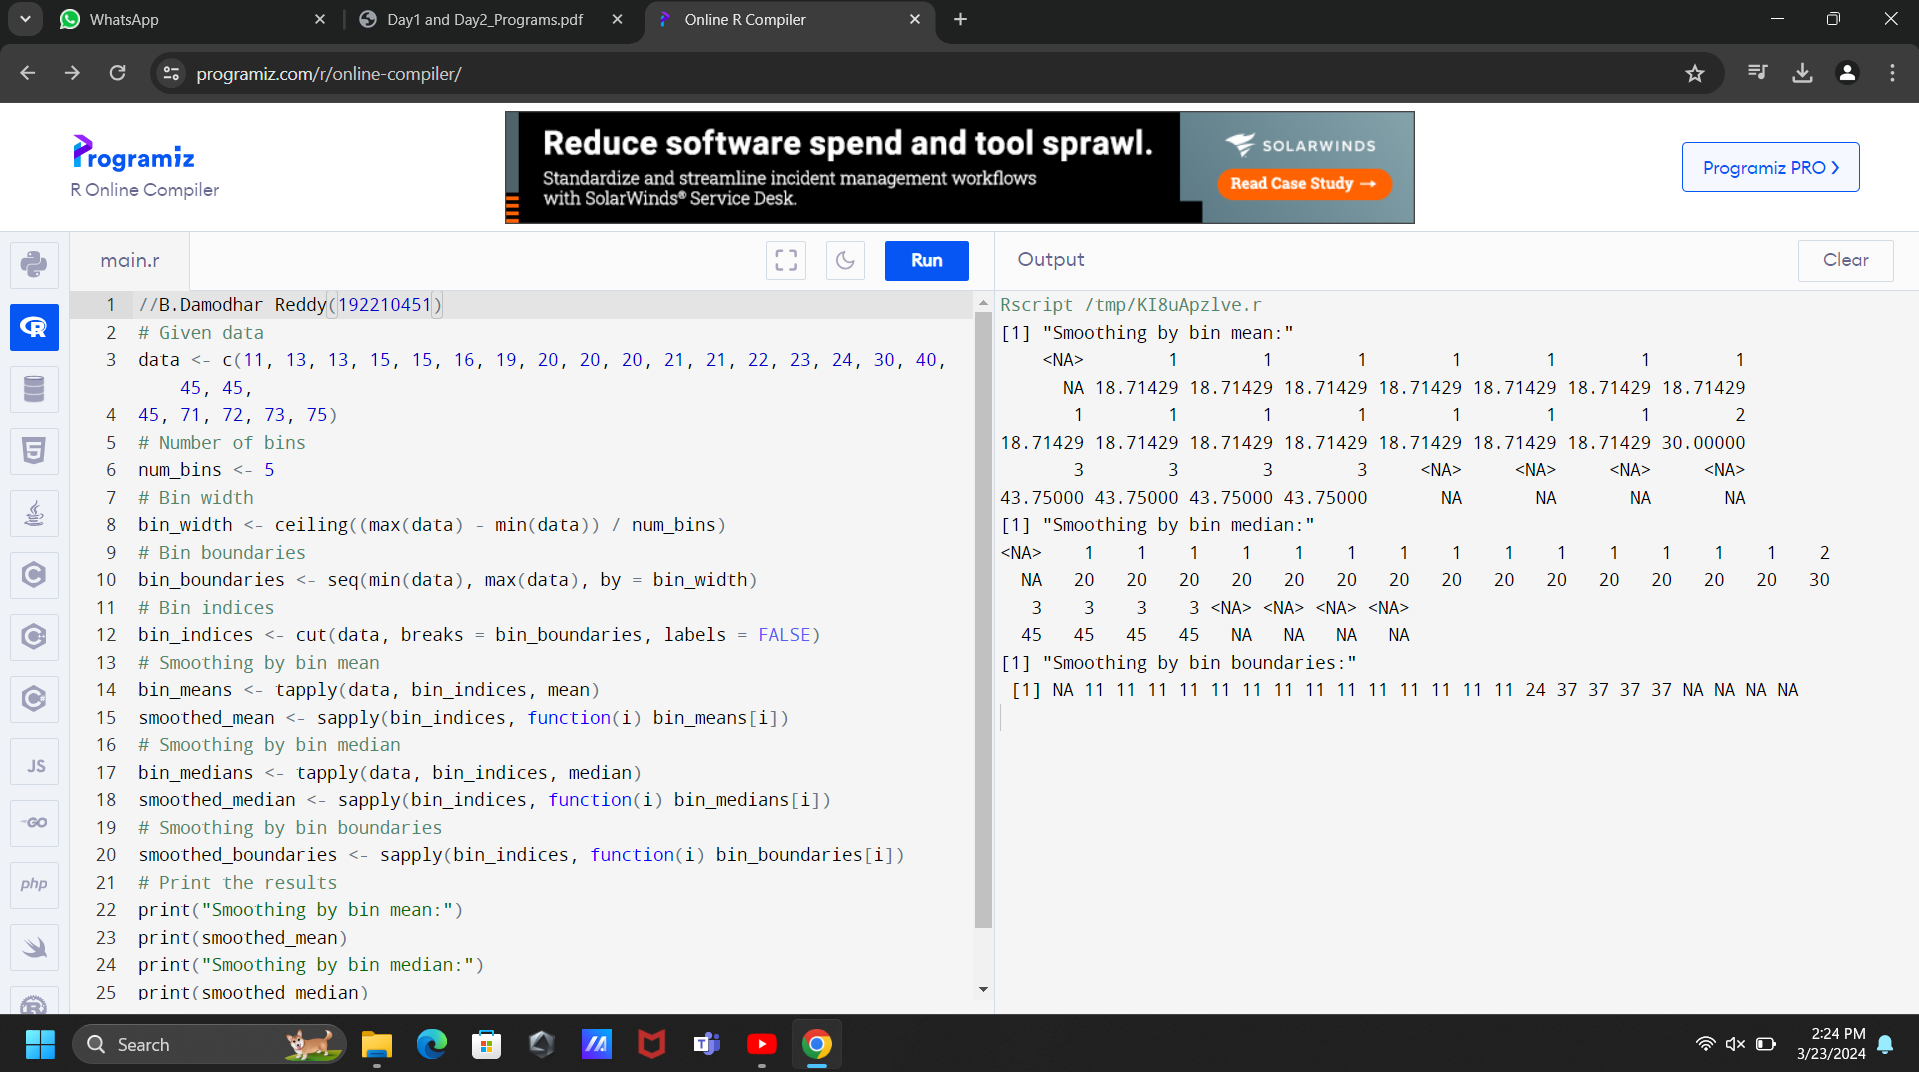 WhatsApp
Day1 and Day2_Programs.pdf
Online R Compiler
programiz.com/r/online-compiler/
Programiz
R Online Compiler
Reduce software spend and tool sprawl.
Standardize and streamline incident management workflows
with SolarWinds® Service Desk.
SOLARWINDS
Read Case Study →
Programiz PRO >
main.r
Run
Output
Clear
JS
GO
php
1 //B.Damodhar Reddy(192210451)
2 # Given data
3 data <- c(11, 13, 13, 15, 15, 16, 19, 20, 20, 20, 21, 21, 22, 23, 24, 30, 40,
45, 45,
4 45, 71, 72, 73, 75)
5 # Number of bins
6 num_bins <- 5
7 # Bin width
8 bin_width <- ceiling((max(data) - min(data)) / num_bins)
9 # Bin boundaries
10 bin_boundaries <- seq(min(data), max(data), by = bin_width)
11 # Bin indices
12 bin_indices <- cut(data, breaks = bin_boundaries, labels = FALSE)
13 # Smoothing by bin mean
14 bin_means <- tapply(data, bin_indices, mean)
15 smoothed_mean <- sapply(bin_indices, function(i) bin_means[i])
16 # Smoothing by bin median
17 bin_medians <- tapply(data, bin_indices, median)
18 smoothed_median <- sapply(bin_indices, function(i) bin_medians[i])
19 # Smoothing by bin boundaries
20 smoothed_boundaries <- sapply(bin_indices, function(i) bin_boundaries[i])
21 # Print the results
22 print("Smoothing by bin mean:")
23 print(smoothed_mean)
24 print("Smoothing by bin median:")
25 print(smoothed_median)
Rscript /tmp/KI8uApzlve.r
[1] "Smoothing by bin mean:"
<NA> 1 1 1 1 1 1 1
NA 18.71429 18.71429 18.71429 18.71429 18.71429 18.71429 18.71429
1 1 1 1 1 1 1 2
18.71429 18.71429 18.71429 18.71429 18.71429 18.71429 18.71429 30.00000
3 3 3 3 <NA> <NA> <NA> <NA>
43.75000 43.75000 43.75000 43.75000 NA NA NA NA
[1] "Smoothing by bin median:"
<NA> 1 1 1 1 1 1 1 1 1 1 1 1 1 1 2
NA 20 20 20 20 20 20 20 20 20 20 20 20 20 20 30
3 3 3 3 <NA> <NA> <NA> <NA>
45 45 45 45 NA NA NA NA
[1] "Smoothing by bin boundaries:"
[1] NA 11 11 11 11 11 11 11 11 11 11 11 11 11 11 24 37 37 37 37 NA NA NA NA
Search
2:24 PM
3/23/2024